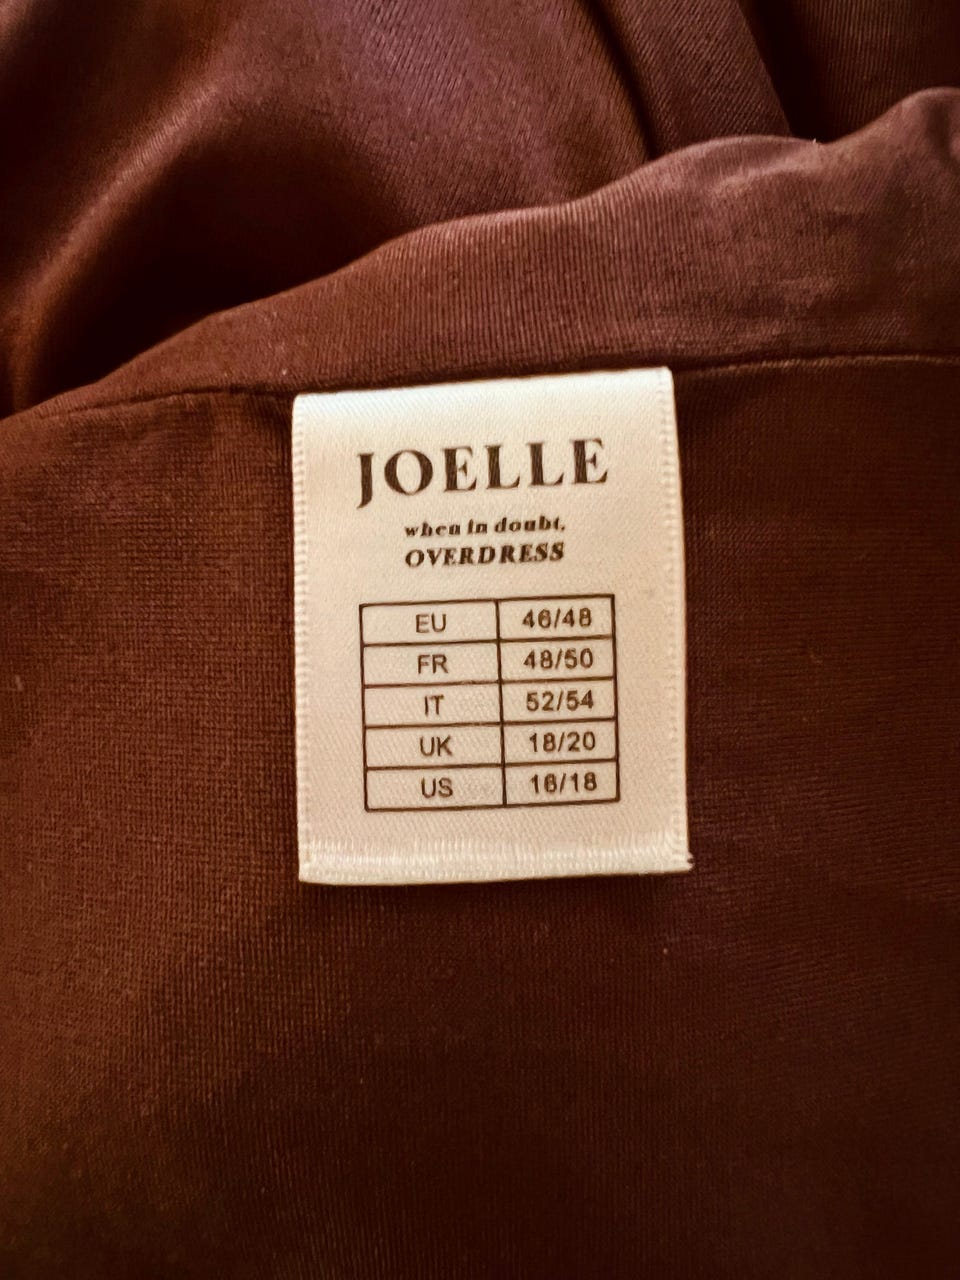 JOELLE
when in doubt,
OVERDRESS
EU 46/48
FR 48/50
IT 52/54
UK 18/20
US 16/18